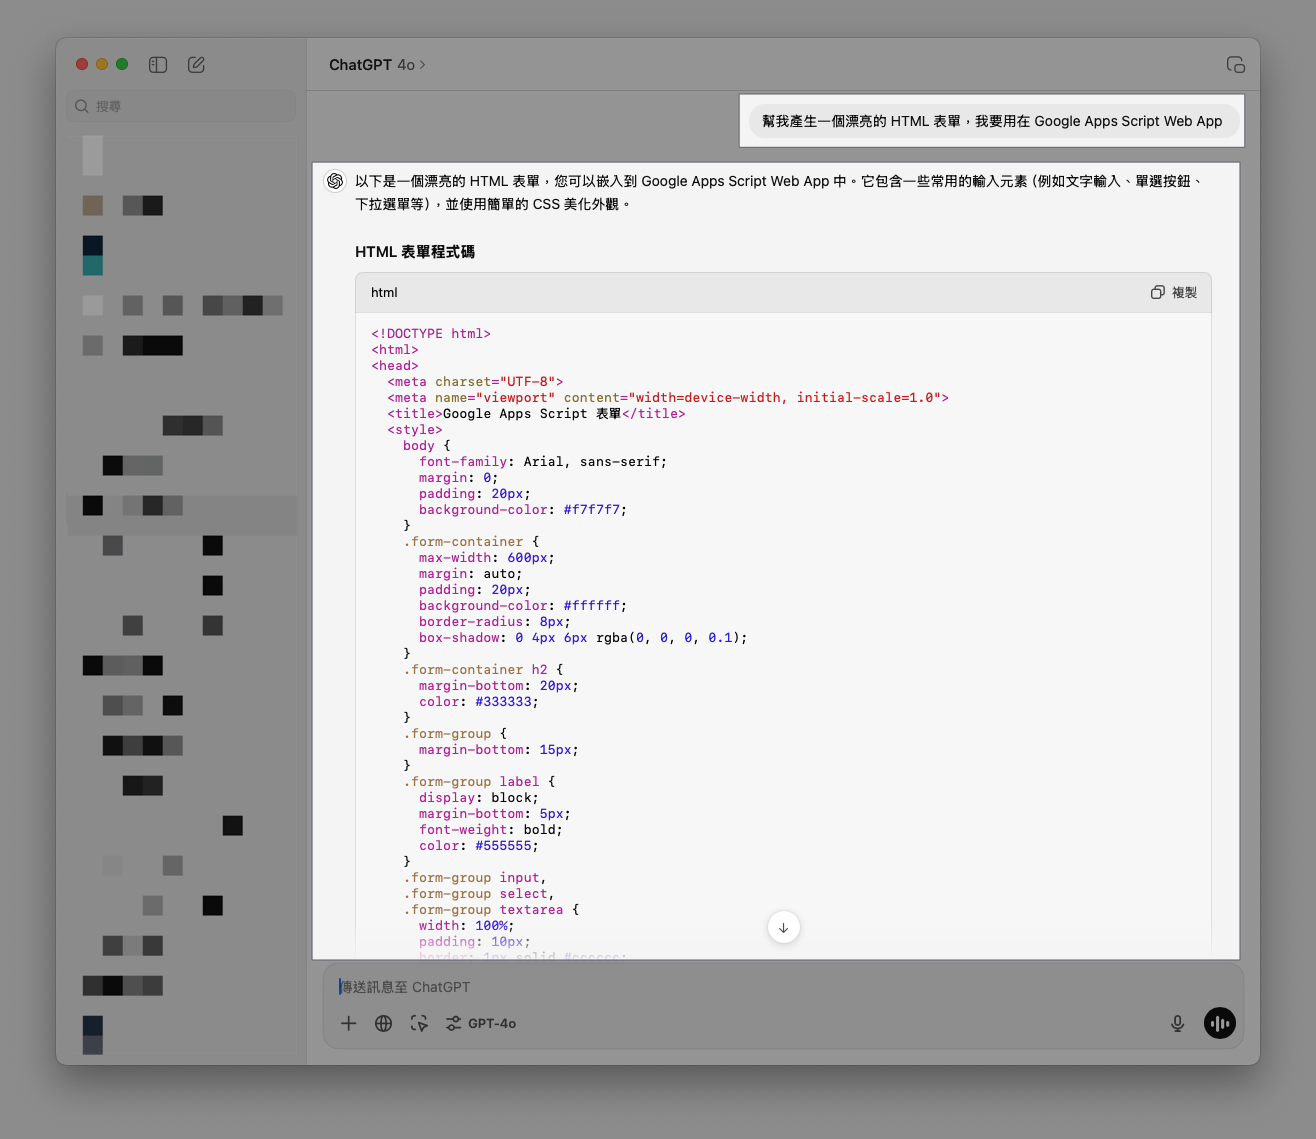 ChatGPT 4o >
搜尋
幫我產生一個漂亮的 HTML 表單，我要用在 Google Apps Script Web App
以下是一個漂亮的 HTML 表單，您可以嵌入到 Google Apps Script Web App 中。它包含一些常用的輸入元素 (例如文字輸入、單選按鈕、
下拉選單等)，並使用簡單的 CSS 美化外觀。
HTML 表單程式碼
html
複製
<!DOCTYPE html>
<html>
<head>
  <meta charset="UTF-8">
  <meta name="viewport" content="width=device-width, initial-scale=1.0">
  <title>Google Apps Script 表單</title>
  <style>
    body {
      font-family: Arial, sans-serif;
      margin: 0;
      padding: 20px;
      background-color: #f7f7f7;
    }
    .form-container {
      max-width: 600px;
      margin: auto;
      padding: 20px;
      background-color: #ffffff;
      border-radius: 8px;
      box-shadow: 0 4px 6px rgba(0, 0, 0, 0.1);
    }
    .form-container h2 {
      margin-bottom: 20px;
      color: #333333;
    }
    .form-group {
      margin-bottom: 15px;
    }
    .form-group label {
      display: block;
      margin-bottom: 5px;
      font-weight: bold;
      color: #555555;
    }
    .form-group input,
    .form-group select,
    .form-group textarea {
      width: 100%;
      padding: 10px;
      border: 1px solid #cccccc;
傳送訊息至 ChatGPT
GPT-4o